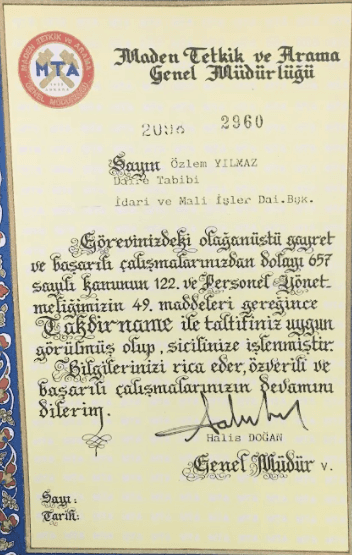 MADEN TETKİK ve ARAMA
MTA
GENEL MÜDÜRLÜĞÜ
Maden Tetkik ve Arama
Genel Müdürlüğü
2960
Sayın Özlem YILMAZ
Daire Tabibi
İdari ve Mali İşler Dai.Bşk.
Görevinizdeki olağanüstü gayret
ve başarılı çalışmalarınızdan dolayı 657
sayılı kanunun 122. ve Personel Yönet-
meliğimizin 49. maddeleri gereğince
Takdirname ile taltifiniz uygun
görülmüş olup, sicilinize işlenmiştir.
Bilgilerinizi rica eder, özverili ve
başarılı çalışmalarınızın devamını
dilerim.
Halis DOĞAN
Genel Müdür V.
Sayı:
Tarih: